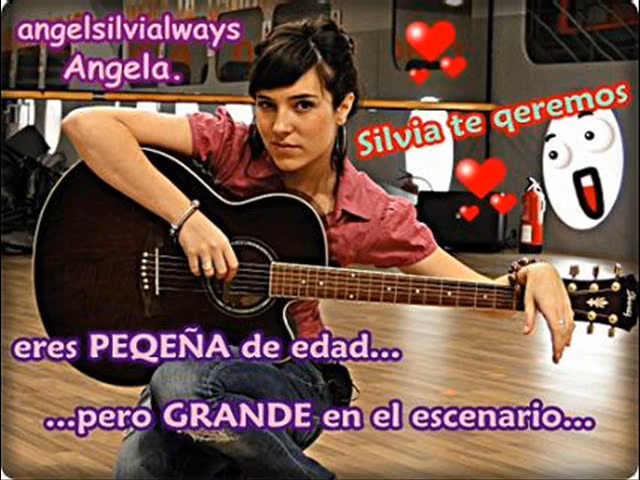 angelsilvialways
Angela.
Silvia te qeremos
eres PEQEÑA de edad...
...pero GRANDE en el escenario...